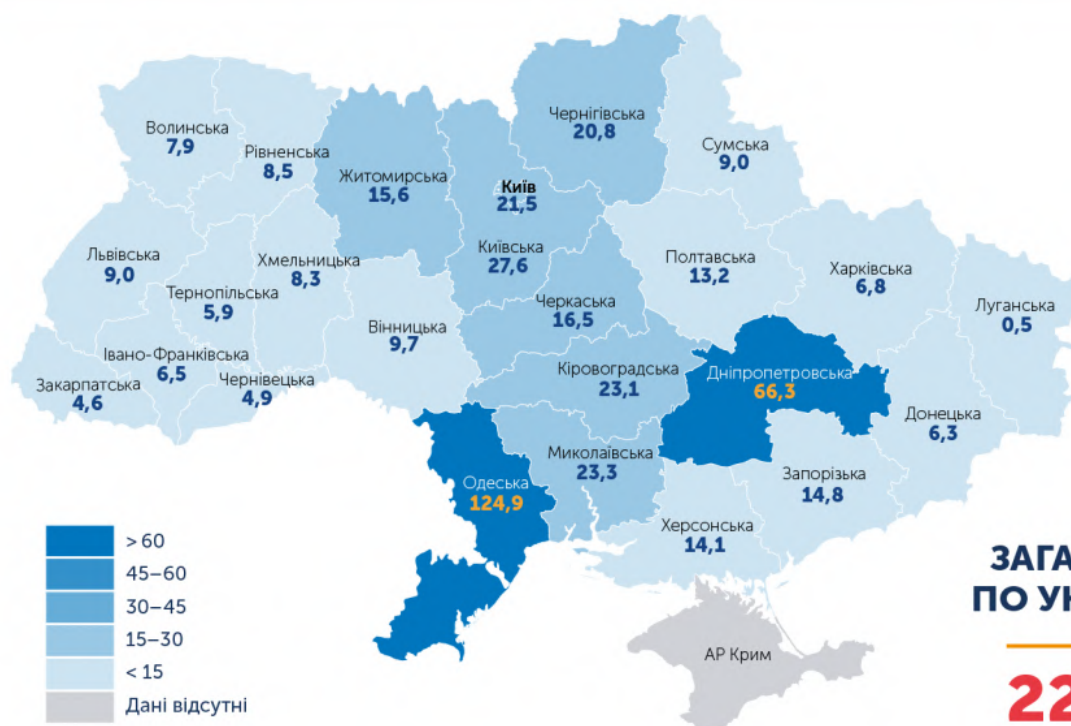 Чернігівська
20,8
Волинська
7,9
Рівненська
8,5
Сумська
9,0
Житомирська
15,6
Київ
21,5
Львівська
9,0
Хмельницька
8,3
Київська
27,6
Полтавська
13,2
Харківська
6,8
Тернопільська
5,9
Луганська
0,5
Черкаська
16,5
Вінницька
9,7
Івано-Франківська
6,5
Закарпатська
4,6
Чернівецька
4,9
Кіровоградська
23,1
Дніпропетровська
66,3
Донецька
6,3
Миколаївська
23,3
Запорізька
14,8
Одеська
124,9
Херсонська
14,1
АР Крим
> 60
45–60
30–45
15–30
< 15
Дані відсутні
ЗАГА
ПО УК
22